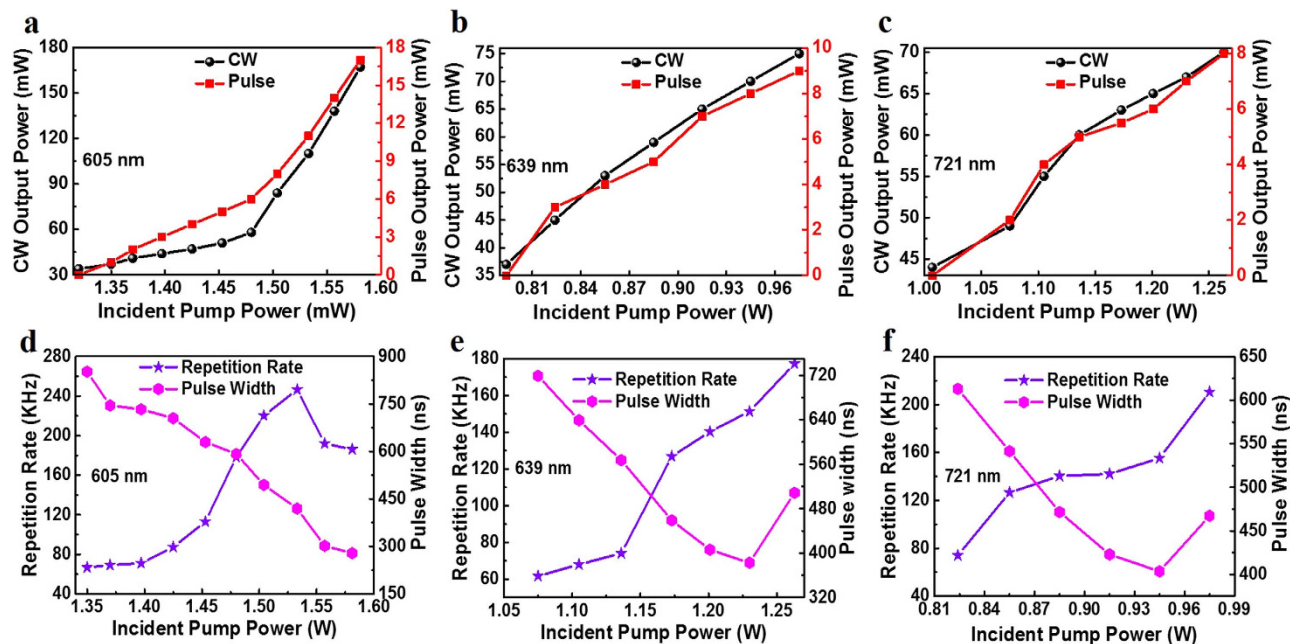 a
CW Output Power (mW)
180
150
120
90
60
30
CW
Pulse
605 nm
18
15
12
9
6
3
0
Pulse Output Power (mW)
1.35 1.40 1.45 1.50 1.55 1.60
Incident Pump Power (mW)
b
CW Output Power (mW)
75
70
65
60
55
50
45
40
35
CW
Pulse
639 nm
10
8
6
4
2
0
Pulse Output Power (mW)
0.81 0.84 0.87 0.90 0.93 0.96
Incident Pump Power (W)
c
CW Output Power (mW)
70
65
60
55
50
45
CW
Pulse
721 nm
8
6
4
2
0
Pulse Output Power (mW)
1.00 1.05 1.10 1.15 1.20 1.25
Incident Pump Power (W)
d
Repetition Rate (KHz)
280
240
200
160
120
80
40
Repetition Rate
Pulse Width
605 nm
900
750
600
450
300
150
Pulse Width (ns)
1.35 1.40 1.45 1.50 1.55 1.60
Incident Pump Power (W)
e
Repetition Rate (KHz)
180
160
140
120
100
80
60
Repetition Rate
Pulse Width
639 nm
720
640
560
480
400
320
Pulse width (ns)
1.05 1.10 1.15 1.20 1.25
Incident Pump Power (W)
f
Repetition Rate (KHz)
240
200
160
120
80
40
Repetition Rate
Pulse Width
721 nm
650
600
550
500
450
400
Pulse Width (ns)
0.81 0.84 0.87 0.90 0.93 0.96 0.99
Incident Pump Power (W)